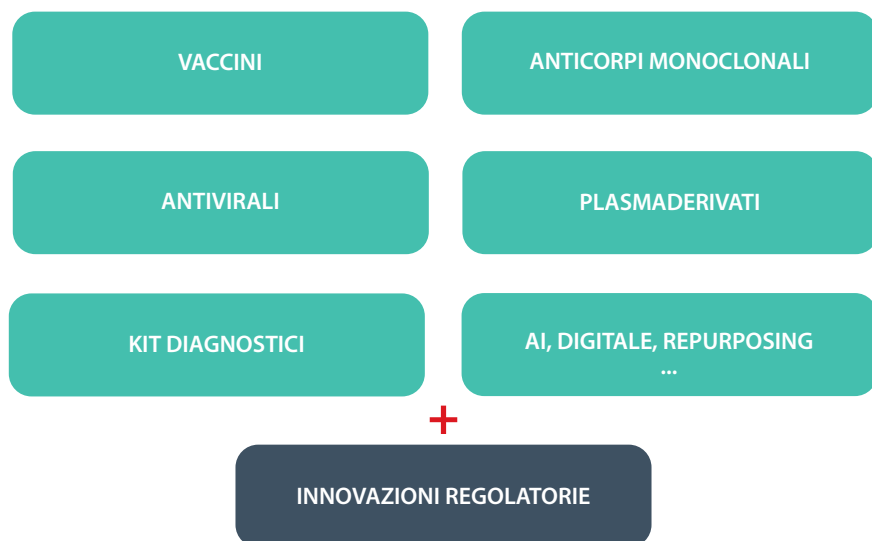 VACCINI
ANTICORPI MONOCLONALI
ANTIVIRALI
PLASMADERIVATI
KIT DIAGNOSTICI
AI, DIGITALE, REPURPOSING
...
+
INNOVAZIONI REGOLATORIE